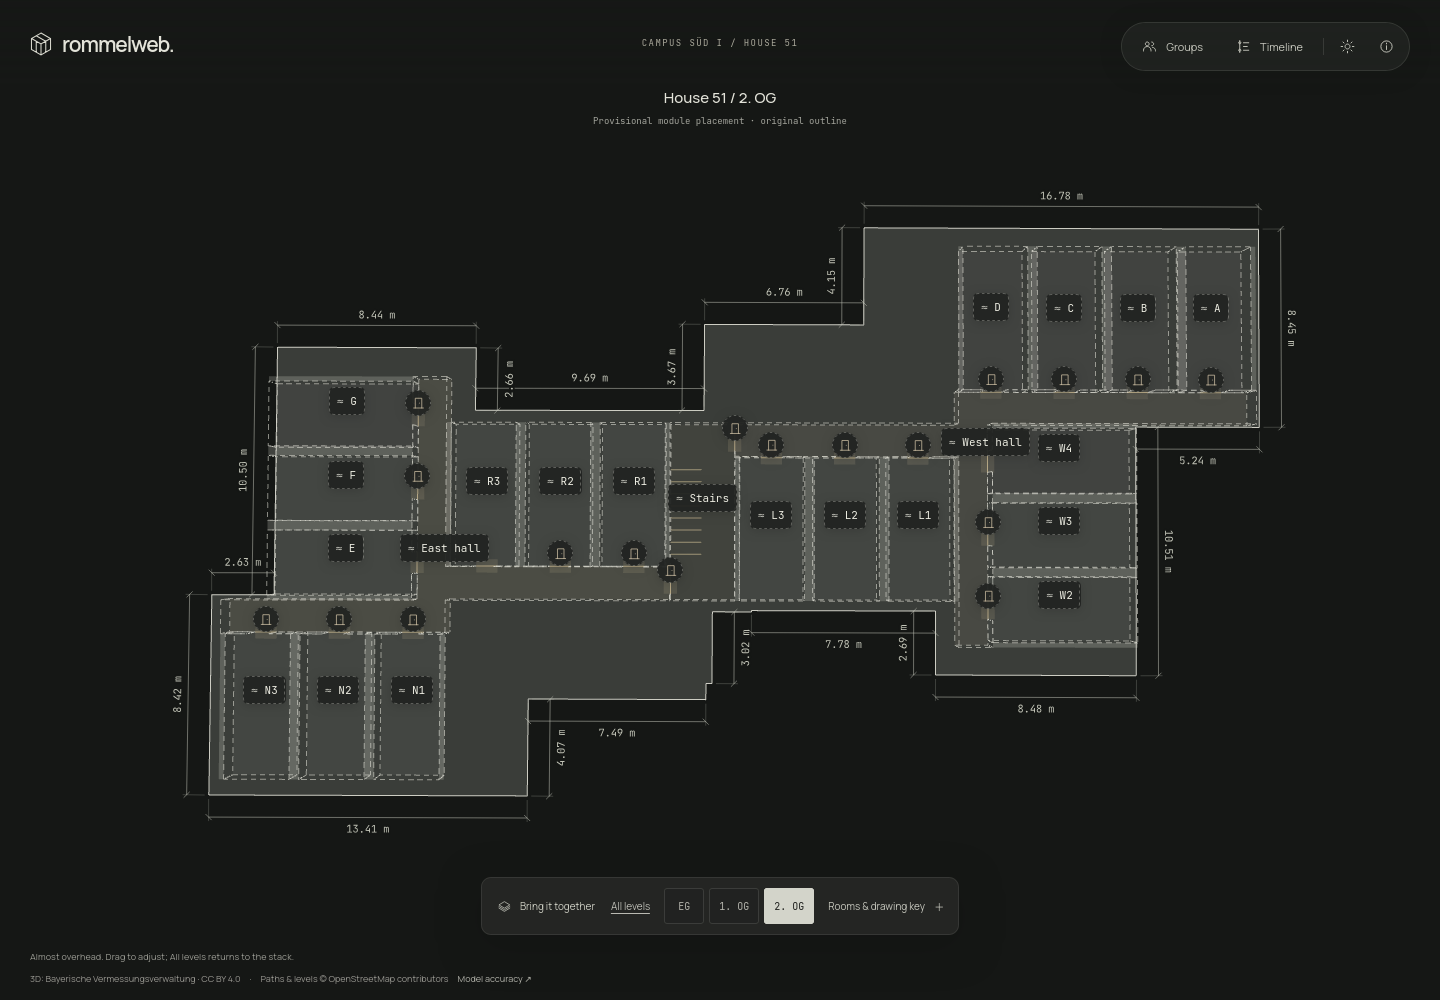 rommelweb.
CAMPUS SÜD I / HOUSE 51
Groups
Timeline
House 51 / 2. OG
Provisional module placement · original outline
16.78 m
4.15 m
6.76 m
8.44 m
8.45 m
2.66 m
9.69 m
3.67 m
10.50 m
≈ D
≈ C
≈ B
≈ A
≈ G
≈ F
≈ E
≈ East hall
≈ R3
≈ R2
≈ R1
≈ Stairs
≈ L3
≈ L2
≈ L1
≈ West hall
≈ W4
≈ W3
≈ W2
5.24 m
10.51 m
2.63 m
8.42 m
≈ N3
≈ N2
≈ N1
3.02 m
7.78 m
2.69 m
8.48 m
7.49 m
4.07 m
13.41 m
Bring it together
All levels
EG
1. OG
2. OG
Rooms & drawing key +
Almost overhead. Drag to adjust; All levels returns to the stack.
3D: Bayerische Vermessungsverwaltung · CC BY 4.0 · Paths & levels © OpenStreetMap contributors Model accuracy ↗